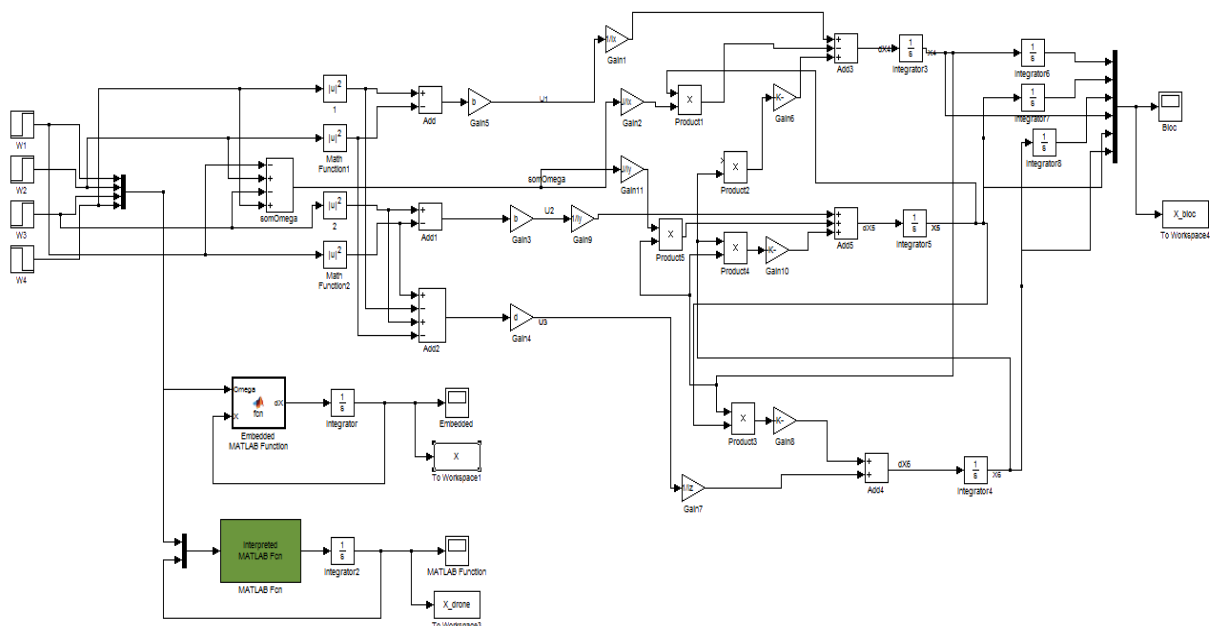 W1
W2
W3
W4
|u|²
1
|u|²
Math
Function1
|u|²
2
|u|²
Math
Function2
somOmega
Add
Add1
Add2
b
Gain5
U1
somOmega
b
Gain3
U2
1/Iy
Gain9
d
Gain4
U3
1/Ix
Gain1
J/Ix
Gain2
J/Iy
Gain11
X
Product1
X
Product5
X
X
Product2
X
Product4
K-
Gain6
K-
Gain10
Add3
dX4
1
s
Integrator3
X4
Add5
dX5
1
s
Integrator5
X5
1
s
Integrator6
1
s
Integrator7
1
s
Integrator8
Bloc
X_bloc
To Workspace4
X
Product3
K-
Gain8
1/Iz
Gain7
Add4
dX6
1
s
Integrator4
X6
Omega
X
fcn
dX
Embedded
MATLAB Function
1
s
Integrator
Embedded
X
To Workspace1
Interpreted
MATLAB Fcn
MATLAB Fcn
1
s
Integrator2
MATLAB Function
X_drone
To Workspace3